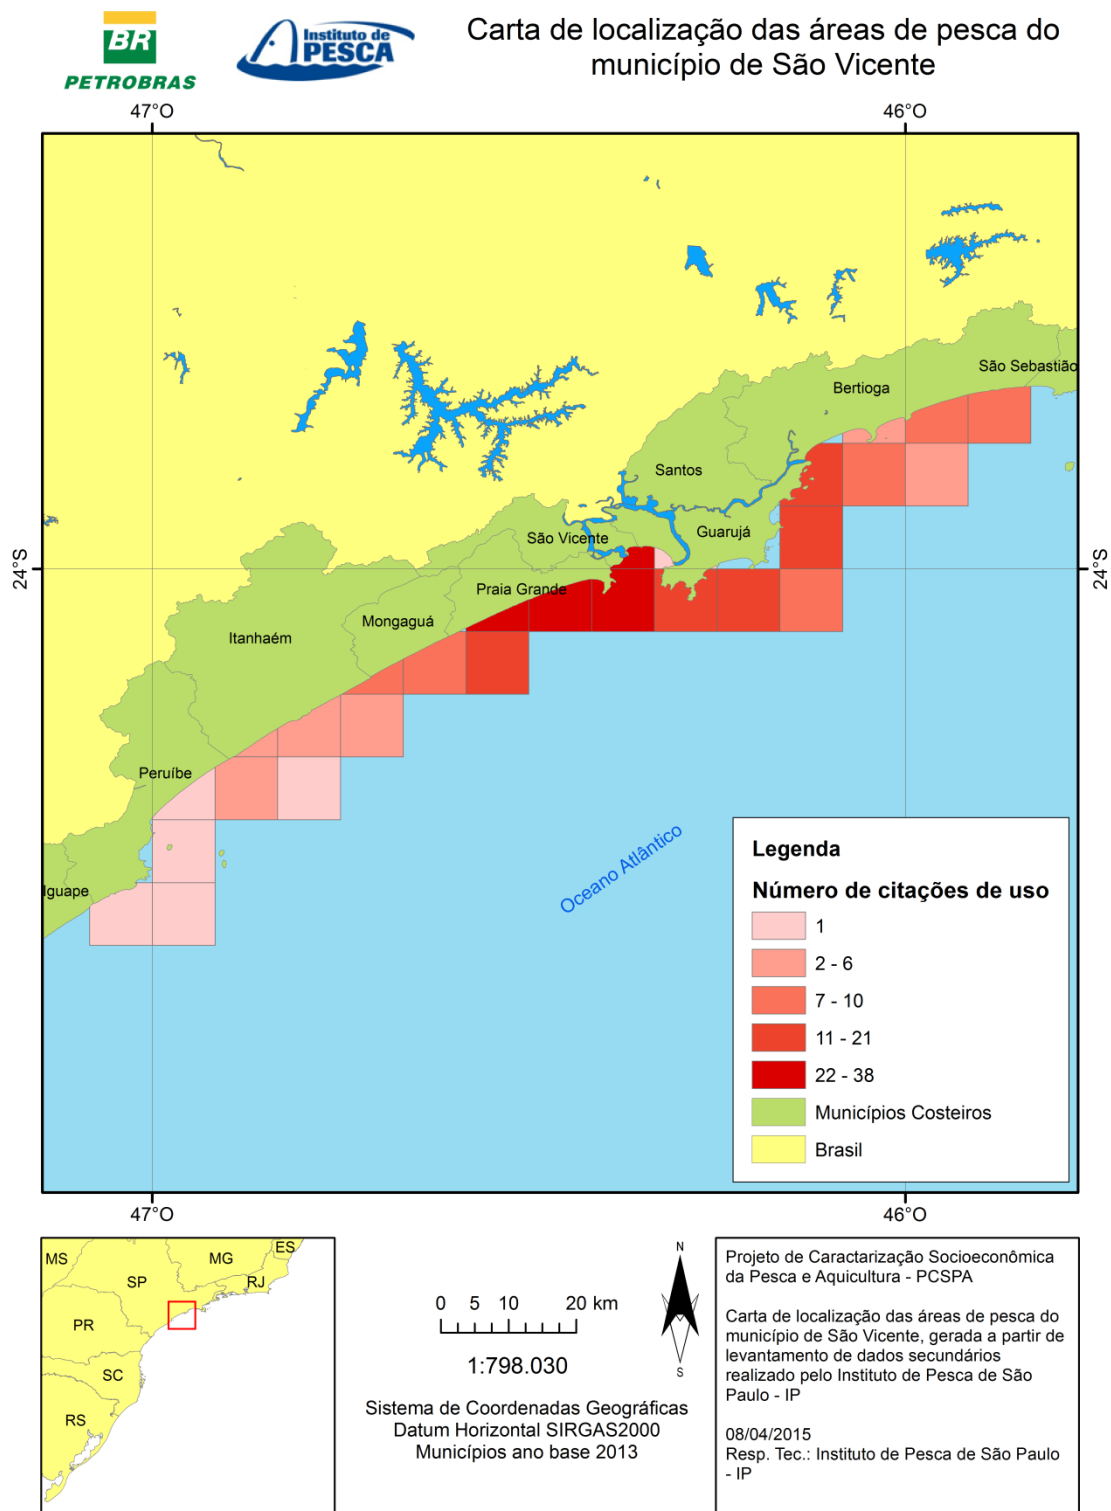 BR
PETROBRAS
Instituto de
PESCA
Carta de localização das áreas de pesca do
município de São Vicente
47°O
46°O
24°S
24°S
São Sebastião
Bertioga
Santos
Guarujá
São Vicente
Praia Grande
Mongaguá
Itanhaém
Peruíbe
Iguape
Oceano Atlântico
Legenda
Número de citações de uso
1
2 - 6
7 - 10
11 - 21
22 - 38
Municípios Costeiros
Brasil
47°O
46°O
MS
MG
ES
SP
RJ
PR
SC
RS
0 5 10 20 km
1:798.030
Sistema de Coordenadas Geográficas
Datum Horizontal SIRGAS2000
Municípios ano base 2013
N
S
Projeto de Caractarização Socioeconômica
da Pesca e Aquicultura - PCSPA
Carta de localização das áreas de pesca do
município de São Vicente, gerada a partir de
levantamento de dados secundários
realizado pelo Instituto de Pesca de São
Paulo - IP
08/04/2015
Resp. Tec.: Instituto de Pesca de São Paulo
- IP